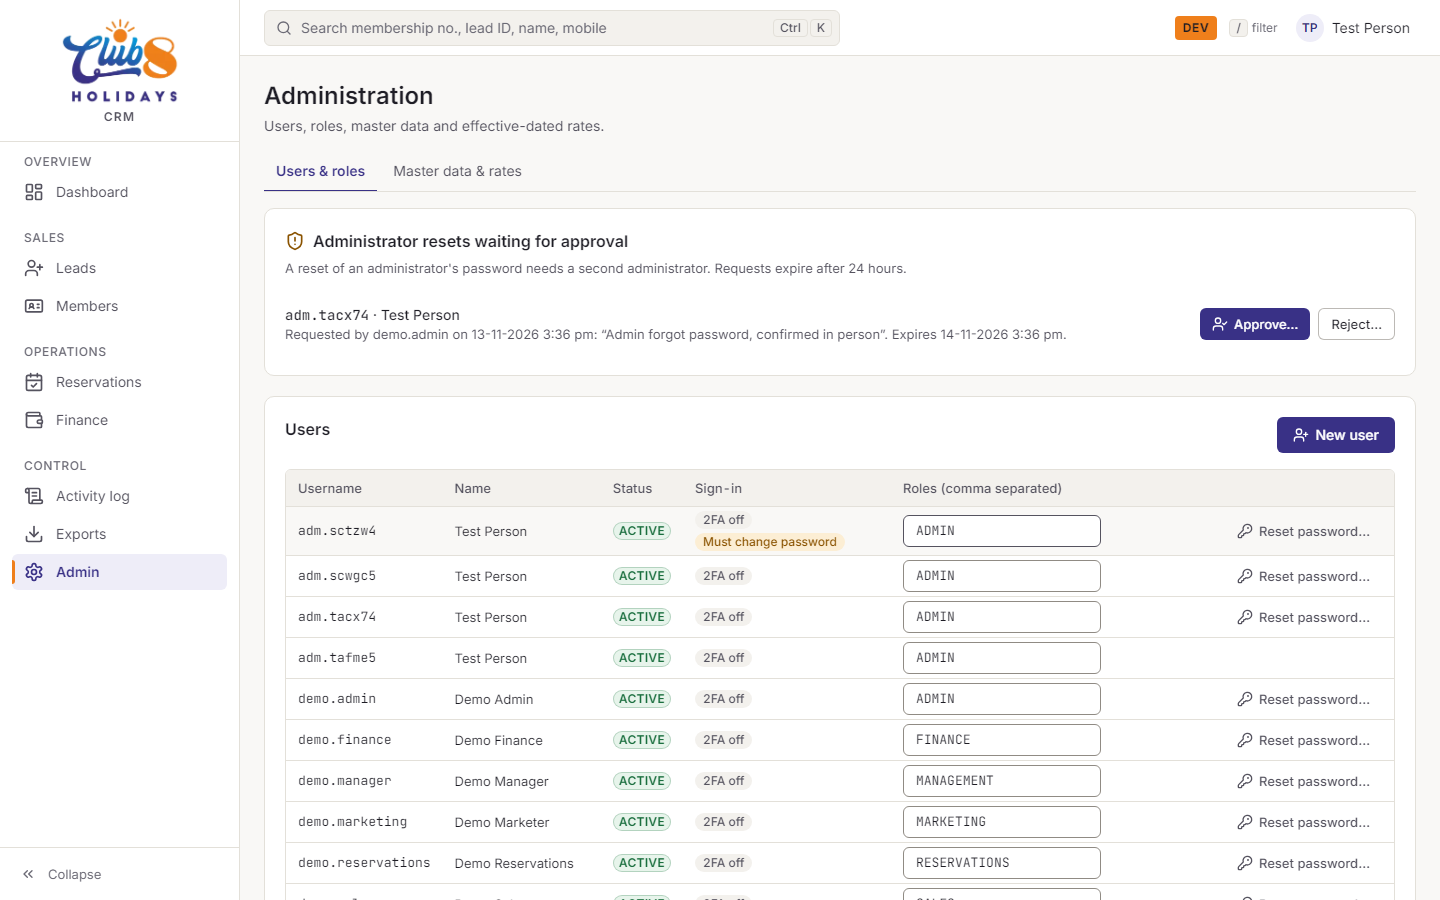 Club8
HOLIDAYS
CRM
Search membership no., lead ID, name, mobile
Ctrl K
DEV
/ filter
TP
Test Person
OVERVIEW
Dashboard
SALES
Leads
Members
OPERATIONS
Reservations
Finance
CONTROL
Activity log
Exports
Admin
Collapse
Administration
Users, roles, master data and effective-dated rates.
Users & roles
Master data & rates
Administrator resets waiting for approval
A reset of an administrator's password needs a second administrator. Requests expire after 24 hours.
adm.tacx74 · Test Person
Requested by demo.admin on 13-11-2026 3:36 pm: “Admin forgot password, confirmed in person”. Expires 14-11-2026 3:36 pm.
Approve...
Reject...
Users
New user
Username Name Status Sign-in Roles (comma separated)
adm.sctzw4 Test Person ACTIVE 2FA off Must change password ADMIN Reset password...
adm.scwgc5 Test Person ACTIVE 2FA off ADMIN Reset password...
adm.tacx74 Test Person ACTIVE 2FA off ADMIN Reset password...
adm.tafme5 Test Person ACTIVE 2FA off ADMIN
demo.admin Demo Admin ACTIVE 2FA off ADMIN Reset password...
demo.finance Demo Finance ACTIVE 2FA off FINANCE Reset password...
demo.manager Demo Manager ACTIVE 2FA off MANAGEMENT Reset password...
demo.marketing Demo Marketer ACTIVE 2FA off MARKETING Reset password...
demo.reservations Demo Reservations ACTIVE 2FA off RESERVATIONS Reset password...